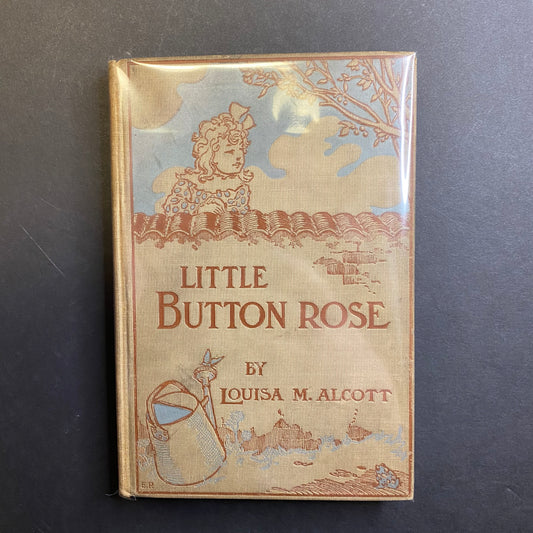 LITTLE
BUTTON ROSE
BY
LOUISA M. ALCOTT